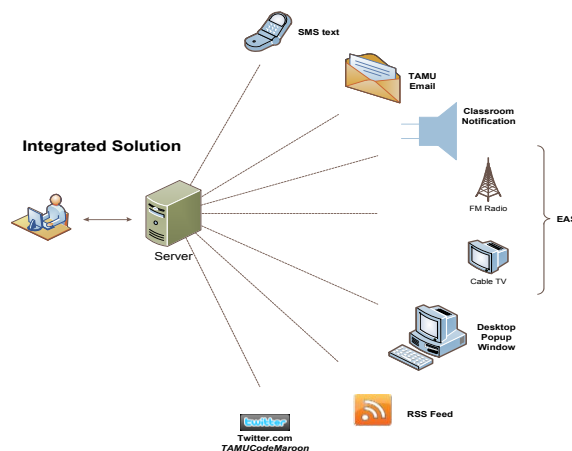 SMS text
TAMU
Email
Classroom
Notification
Integrated Solution
FM Radio
EAS
Server
Cable TV
Desktop
Popup
Window
RSS Feed
twitter
Twitter.com
TAMUCodeMaroon